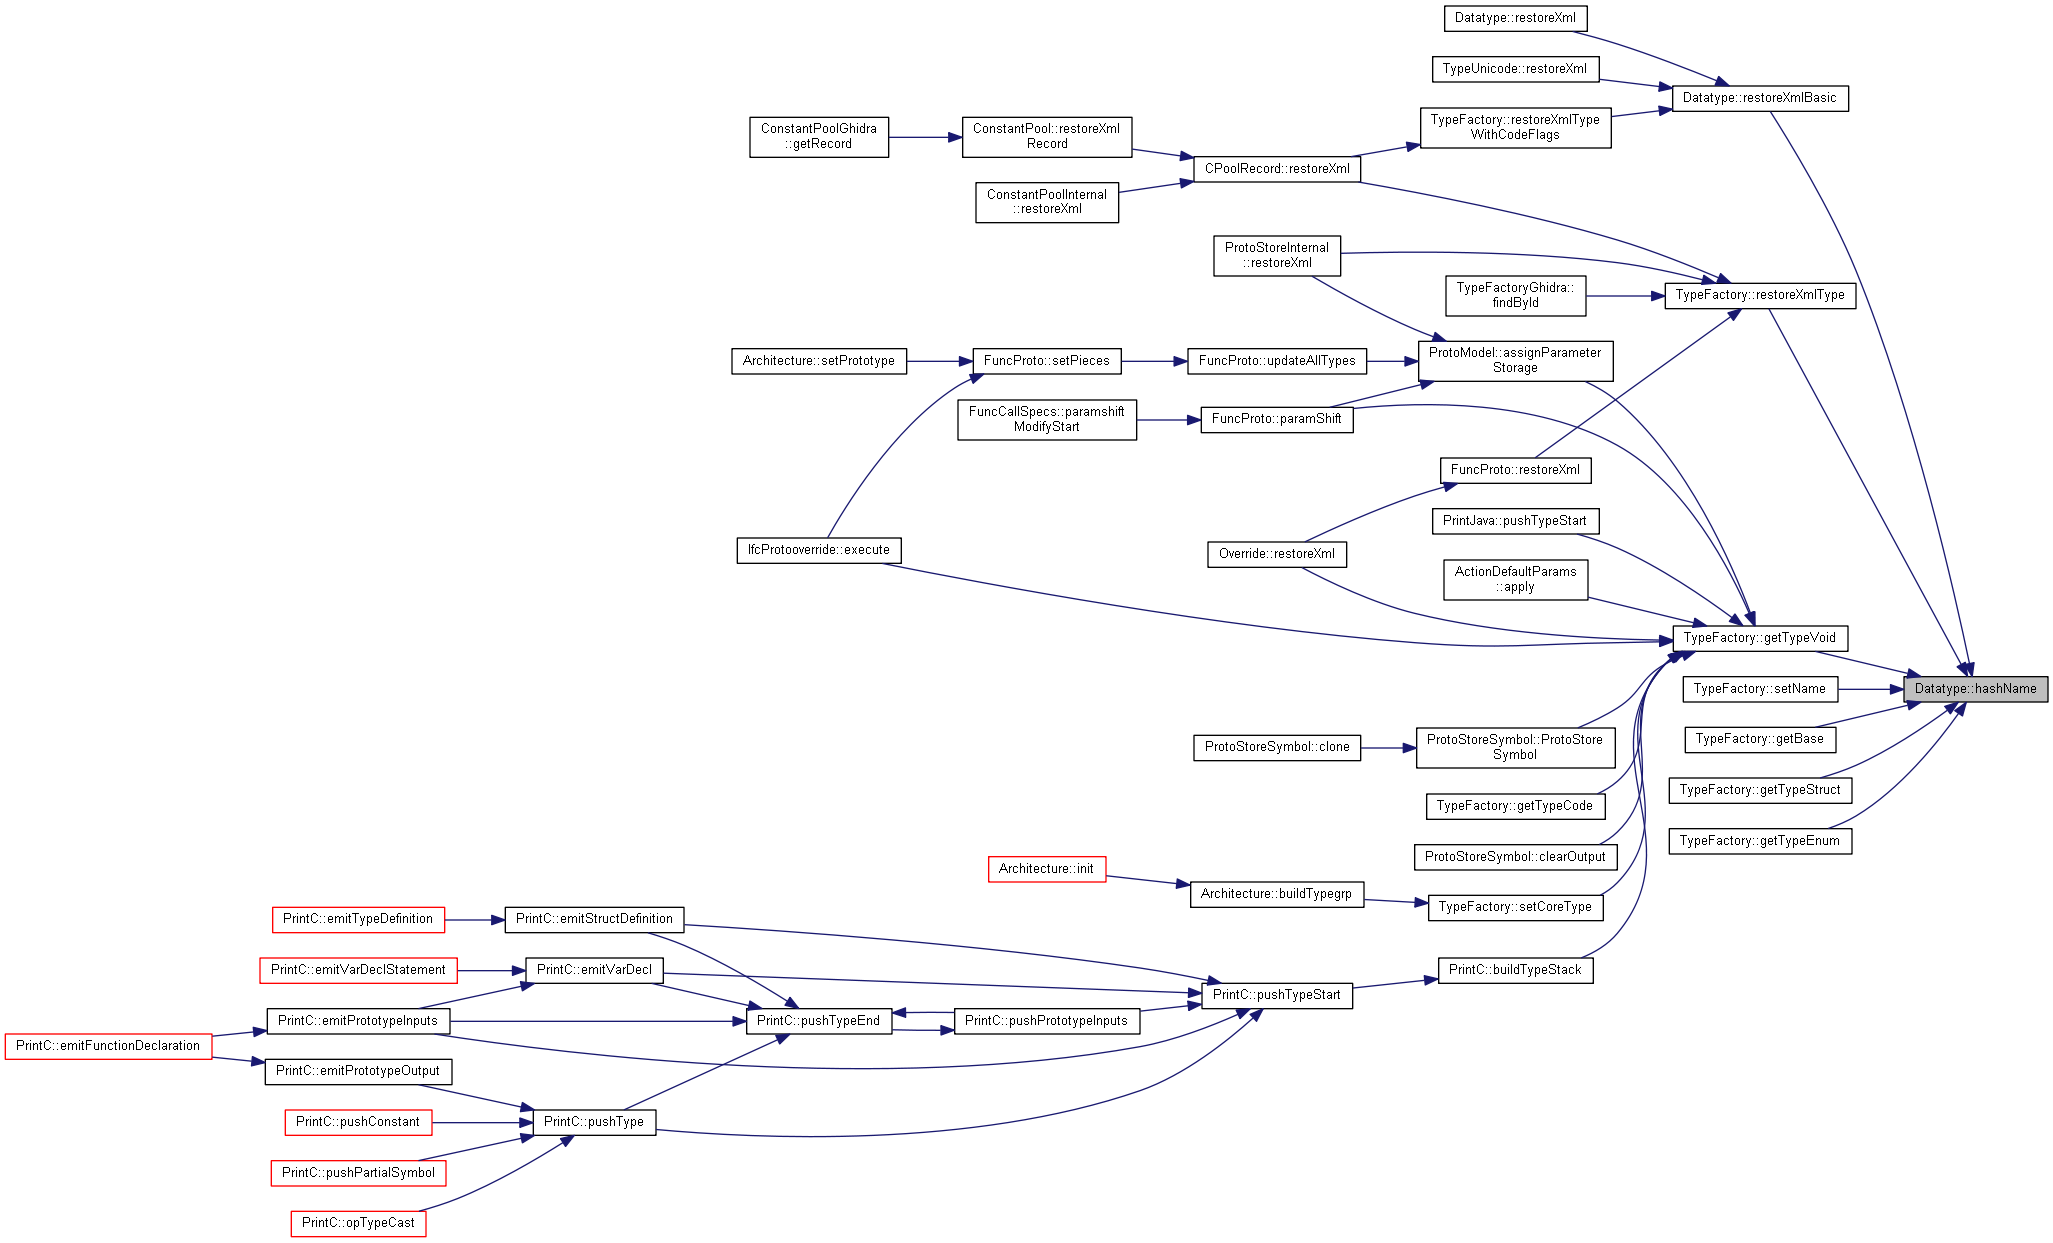 Datatype::restoreXml
TypeUnicode::restoreXml
Datatype::restoreXmlBasic
TypeFactory::restoreXmlType
WithCodeFlags
ConstantPoolGhidra
::getRecord
ConstantPool::restoreXml
Record
CPoolRecord::restoreXml
ConstantPoolInternal
::restoreXml
ProtoStoreInternal
::restoreXml
TypeFactoryGhidra::
findById
TypeFactory::restoreXmlType
ProtoModel::assignParameter
Storage
Architecture::setPrototype
FuncProto::setPieces
FuncProto::updateAllTypes
FuncCallSpecs::paramshift
ModifyStart
FuncProto::paramShift
FuncProto::restoreXml
PrintJava::pushTypeStart
IfcProtooverride::execute
Override::restoreXml
ActionDefaultParams
::apply
TypeFactory::getTypeVoid
TypeFactory::setName
Datatype::hashName
TypeFactory::getBase
ProtoStoreSymbol::clone
ProtoStoreSymbol::ProtoStore
Symbol
TypeFactory::getTypeStruct
TypeFactory::getTypeCode
TypeFactory::getTypeEnum
ProtoStoreSymbol::clearOutput
Architecture::init
Architecture::buildTypegrp
TypeFactory::setCoreType
PrintC::emitTypeDefinition
PrintC::emitStructDefinition
PrintC::emitVarDeclStatement
PrintC::emitVarDecl
PrintC::buildTypeStack
PrintC::pushTypeStart
PrintC::emitPrototypeInputs
PrintC::pushTypeEnd
PrintC::pushPrototypeInputs
PrintC::emitFunctionDeclaration
PrintC::emitPrototypeOutput
PrintC::pushConstant
PrintC::pushType
PrintC::pushPartialSymbol
PrintC::opTypeCast